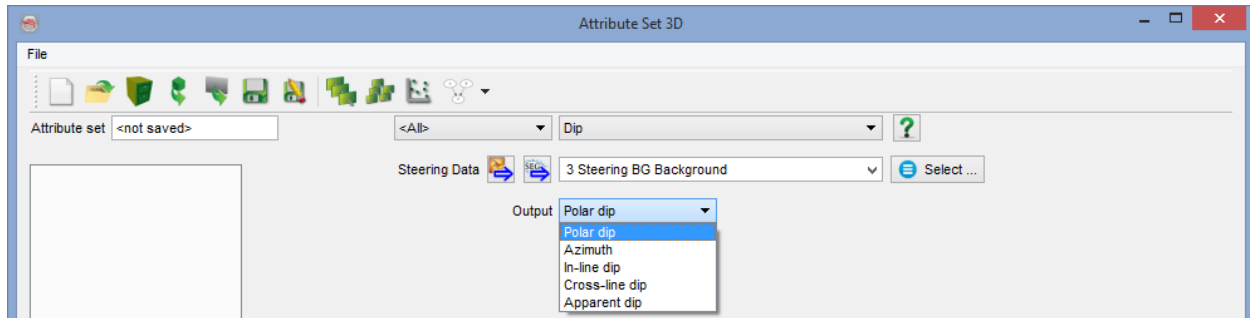 Attribute Set 3D
File
Attribute set <not saved> <All> Dip ?
Steering Data SEGY 3 Steering BG Background Select ...
Output Polar dip
Polar dip
Azimuth
In-line dip
Cross-line dip
Apparent dip